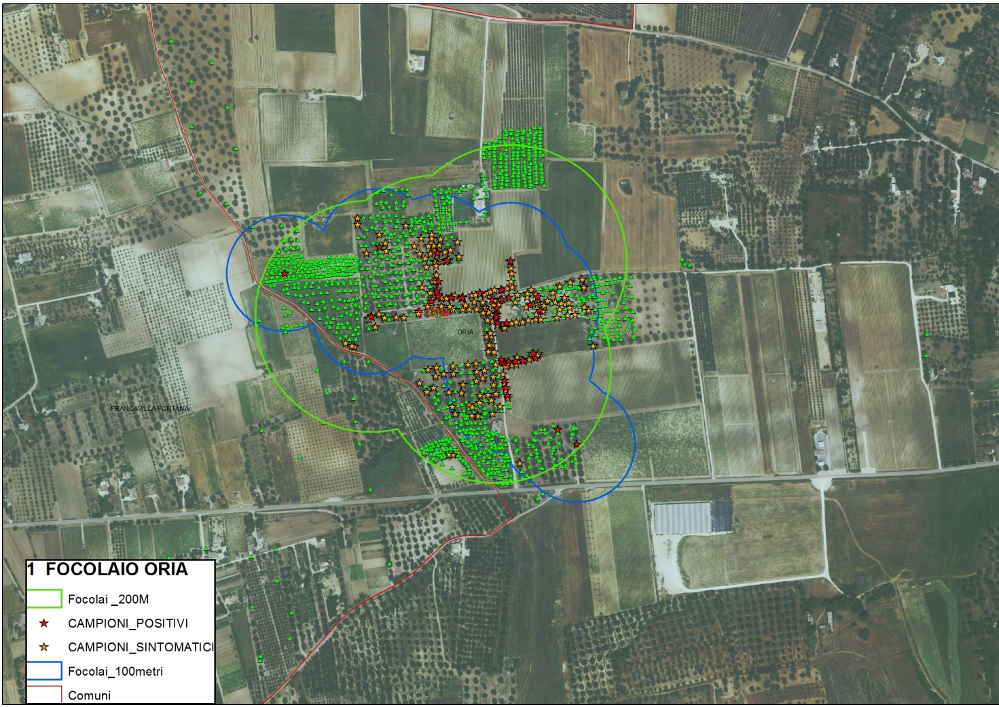 ORIA
FRANCAVILLA FONTANA
1 FOCOLAIO ORIA
Focolai _200M
CAMPIONI_POSITIVI
CAMPIONI_SINTOMATICI
Focolai_100metri
Comuni